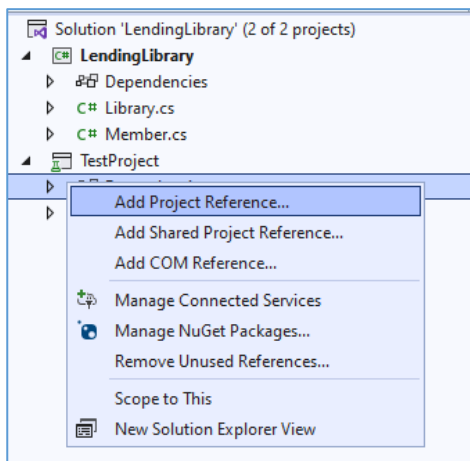 Solution 'LendingLibrary' (2 of 2 projects)
C# LendingLibrary
Dependencies
C# Library.cs
C# Member.cs
TestProject
Add Project Reference...
Add Shared Project Reference...
Add COM Reference...
Manage Connected Services
Manage NuGet Packages...
Remove Unused References...
Scope to This
New Solution Explorer View